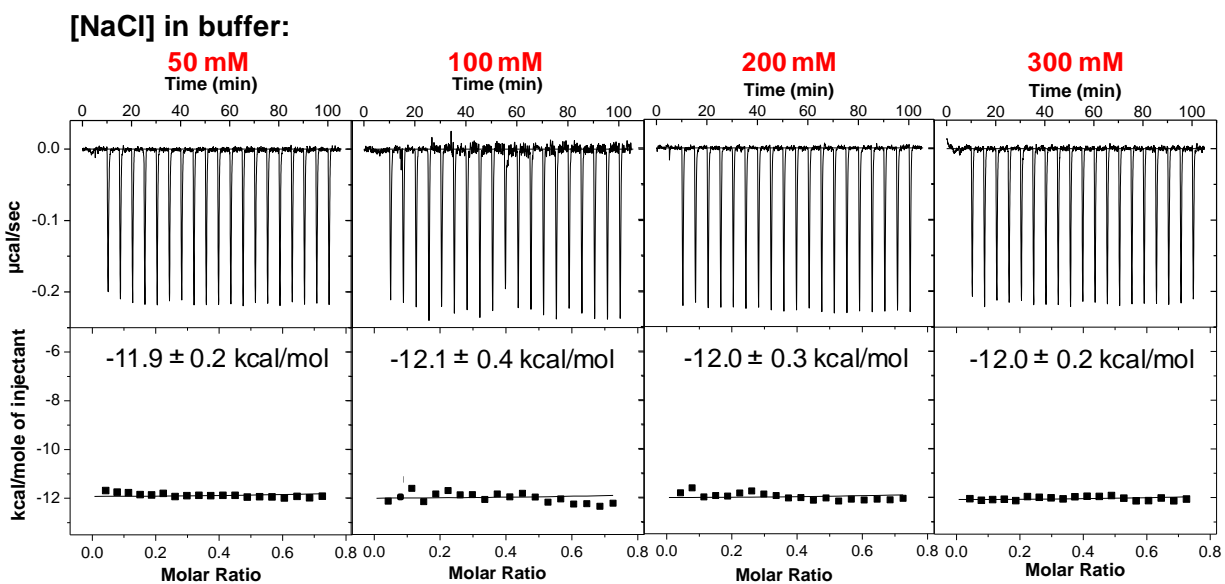 [NaCl] in buffer:
50 mM
100 mM
200 mM
300 mM
Time (min)
Time (min)
Time (min)
Time (min)
0 20 40 60 80 100
0 20 40 60 80 100
0 20 40 60 80 100
0 20 40 60 80 100
0.0
-0.1
-0.2
µcal/sec
-11.9 ± 0.2 kcal/mol
-12.1 ± 0.4 kcal/mol
-12.0 ± 0.3 kcal/mol
-12.0 ± 0.2 kcal/mol
-6
-8
-10
-12
kcal/mole of injectant
0.0 0.2 0.4 0.6 0.8
0.0 0.2 0.4 0.6 0.8
0.0 0.2 0.4 0.6 0.8
0.0 0.2 0.4 0.6 0.8
Molar Ratio
Molar Ratio
Molar Ratio
Molar Ratio